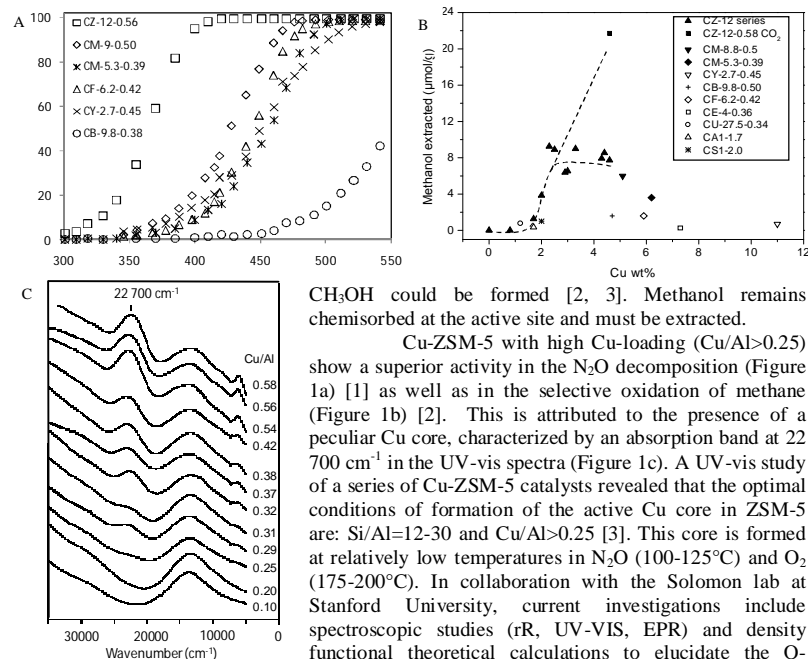 A
100
80
60
40
20
0
300
350
400
450
500
550
CZ-12-0.56
CM-9-0.50
CM-5.3-0.39
CF-6.2-0.42
CY-2.7-0.45
CB-9.8-0.38
B
Methanol extracted (µmol/g)
24
20
16
12
8
4
0
0
2
4
6
8
10
12
Cu wt%
CZ-12 series
CZ-12-0.58 CO2
CM-8.8-0.5
CM-5.3-0.39
CY-2.7-0.45
CB-9.8-0.50
CF-6.2-0.42
CE-4-0.36
CU-27.5-0.34
CA1-1.7
CS1-2.0
C
22 700 cm-1
Cu/Al
0.58
0.56
0.54
0.42
0.38
0.37
0.32
0.31
0.29
0.25
0.20
0.10
30000
20000
10000
0
Wavenumber (cm-1)
CH3OH could be formed [2, 3]. Methanol remains
chemisorbed at the active site and must be extracted.
Cu-ZSM-5 with high Cu-loading (Cu/Al>0.25)
show a superior activity in the N2O decomposition (Figure
1a) [1] as well as in the selective oxidation of methane
(Figure 1b) [2]. This is attributed to the presence of a
peculiar Cu core, characterized by an absorption band at 22
700 cm-1 in the UV-vis spectra (Figure 1c). A UV-vis study
of a series of Cu-ZSM-5 catalysts revealed that the optimal
conditions of formation of the active Cu core in ZSM-5
are: Si/Al=12-30 and Cu/Al>0.25 [3]. This core is formed
at relatively low temperatures in N2O (100-125°C) and O2
(175-200°C). In collaboration with the Solomon lab at
Stanford University, current investigations include
spectroscopic studies (rR, UV-VIS, EPR) and density
functional theoretical calculations to elucidate the O-